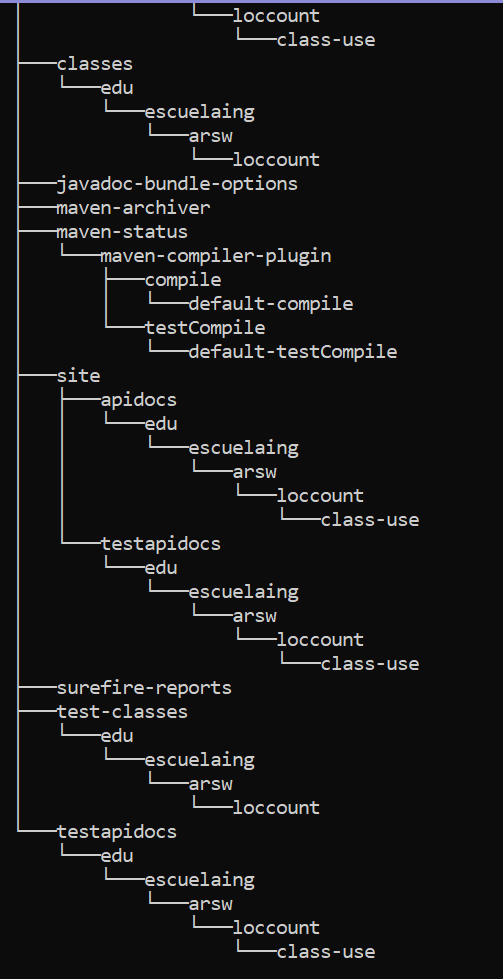 loccount
class-use
classes
edu
escuelaing
arsw
loccount
javadoc-bundle-options
maven-archiver
maven-status
maven-compiler-plugin
compile
default-compile
testCompile
default-testCompile
site
apidocs
edu
escuelaing
arsw
loccount
class-use
testapidocs
edu
escuelaing
arsw
loccount
class-use
surefire-reports
test-classes
edu
escuelaing
arsw
loccount
testapidocs
edu
escuelaing
arsw
loccount
class-use